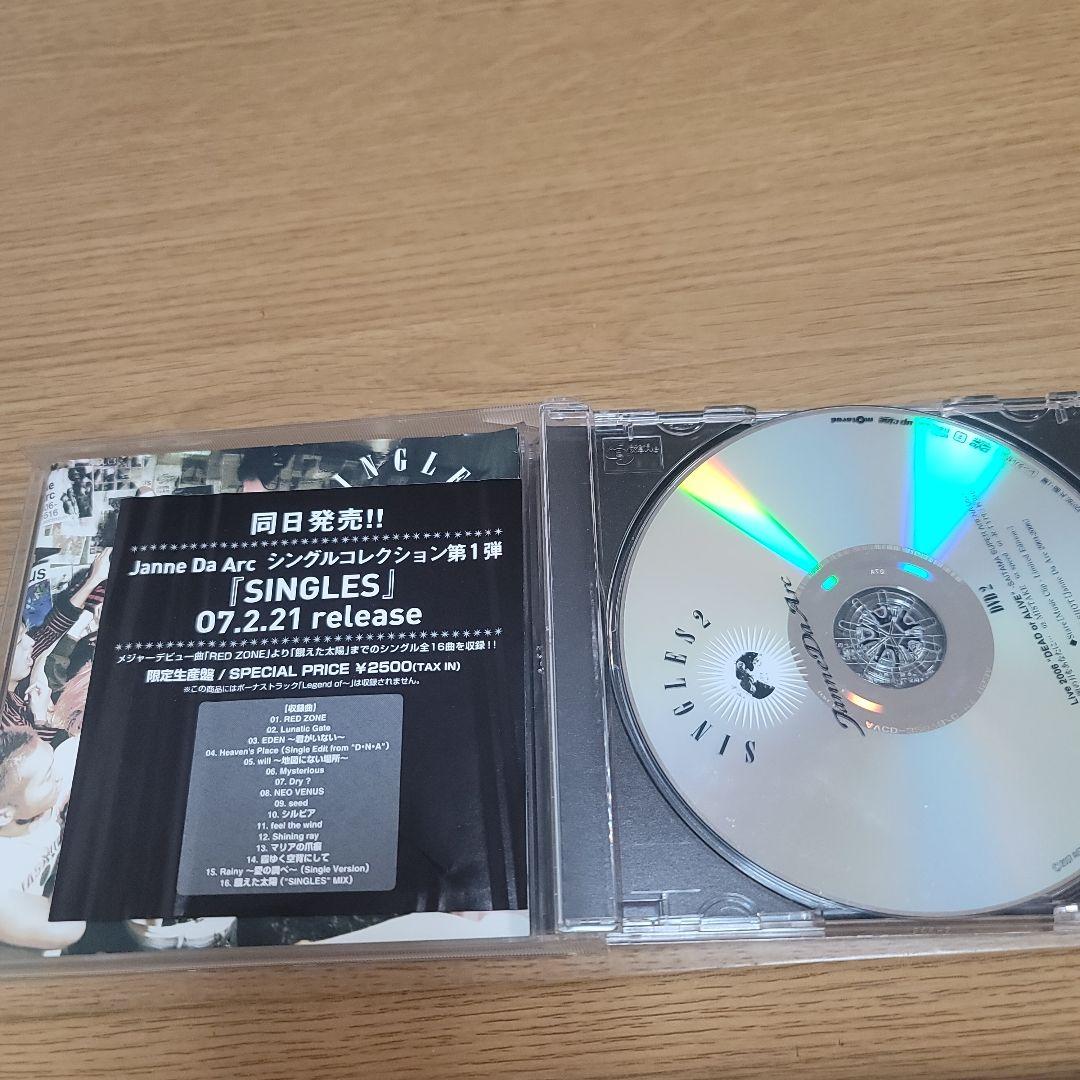 INGLE
同日発売!!
Janne Da Arc シングルコレクション第1弾
『SINGLES』
07.2.21 release
メジャーデビュー曲「RED ZONE」より「餓えた太陽」までのシングル全16曲を収録!!
限定生産盤 / SPECIAL PRICE ¥2500(TAX IN)
※この商品にはボーナストラック「Legend of~」は収録されません。
【収録曲】
01. RED ZONE
02. Lunatic Gate
03. EDEN ~君がいない~
04. Heaven's Place (Single Edit from "D・N・A")
05. will ~地図にない場所~
06. Mysterious
07. Dry ?
08. NEO VENUS
09. seed
10. シルビア
11. feel the wind
12. Shining ray
13. マリアの爪痕
14. 霞ゆく空背にして
15. Rainy ~愛の調べ~ (Single Version)
16.餓えた太陽 ("SINGLES" MIX)
SINGLES 2
Janne Da Arc
DVD 2
Live 2006 "DEAD or ALIVE"
motorod